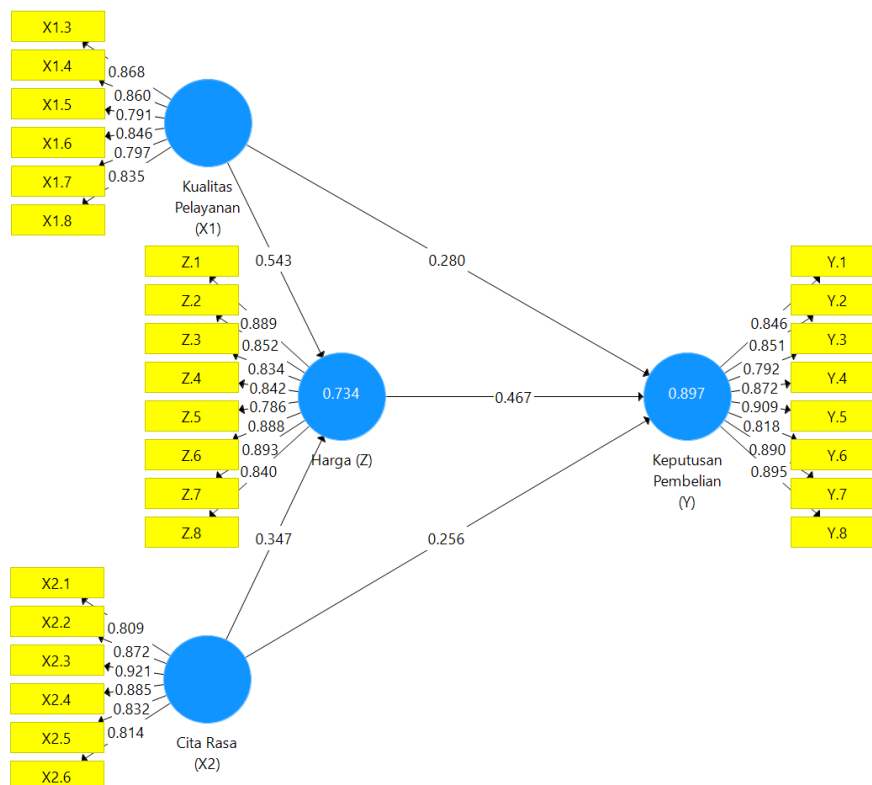 X1.3
X1.4
X1.5
X1.6
X1.7
X1.8
0.868
0.860
0.791
0.846
0.797
0.835
Kualitas
Pelayanan
(X1)
0.543
0.280
Z.1
Z.2
Z.3
Z.4
Z.5
Z.6
Z.7
Z.8
0.889
0.852
0.834
0.842
0.786
0.888
0.893
0.840
0.734
Harga (Z)
0.467
0.897
Keputusan
Pembelian
(Y)
0.846
0.851
0.792
0.872
0.909
0.818
0.890
0.895
Y.1
Y.2
Y.3
Y.4
Y.5
Y.6
Y.7
Y.8
0.347
0.256
X2.1
X2.2
X2.3
X2.4
X2.5
X2.6
0.809
0.872
0.921
0.885
0.832
0.814
Cita Rasa
(X2)